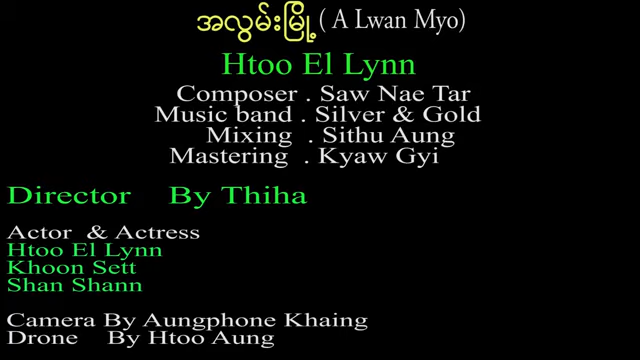 အလွမ်းမြို့ ( A Lwan Myo)
Htoo El Lynn
Composer . Saw Nae Tar
Music band . Silver & Gold
Mixing . Sithu Aung
Mastering . Kyaw Gyi
Director By Thiha
Actor & Actress
Htoo El Lynn
Khoon Sett
Shan Shann
Camera By Aungphone Khaing
Drone By Htoo Aung